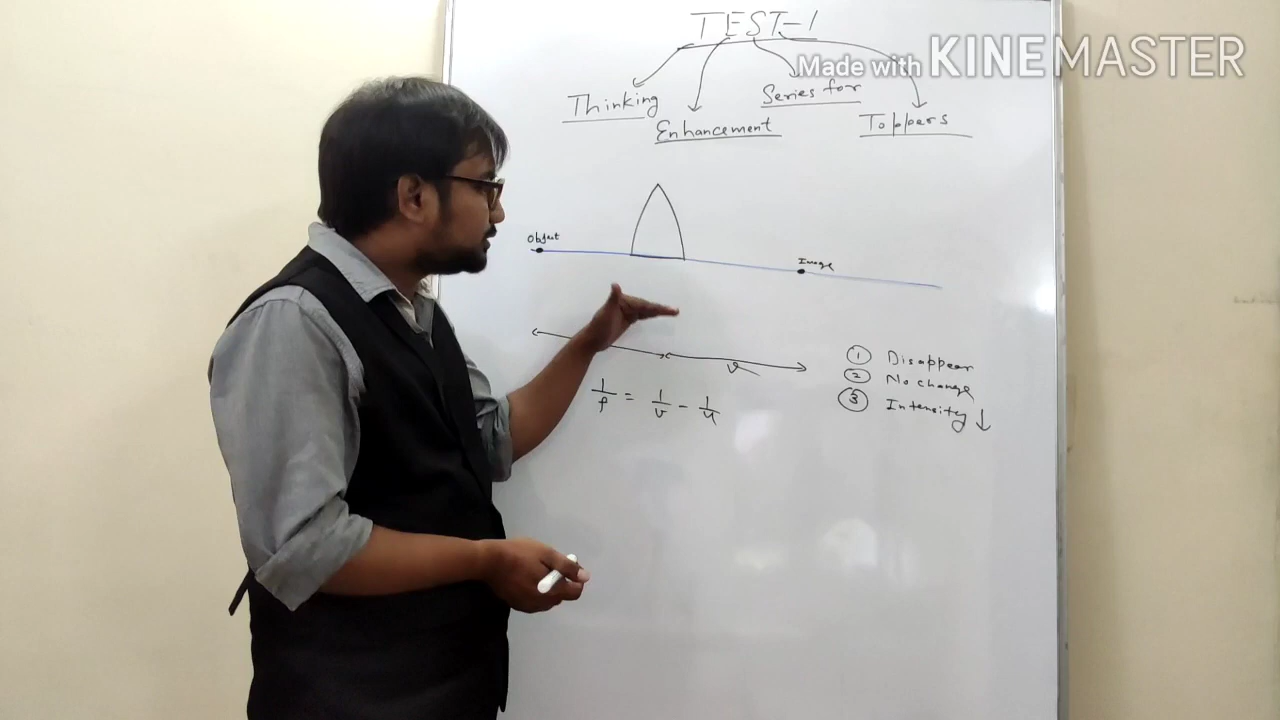 TEST-1
Made with KINEMASTER
Thinking
Enhancement
Series for
Toppers
Object
Image
v
1/f = 1/v - 1/u
① Disappear
② No change
③ Intensity ↓